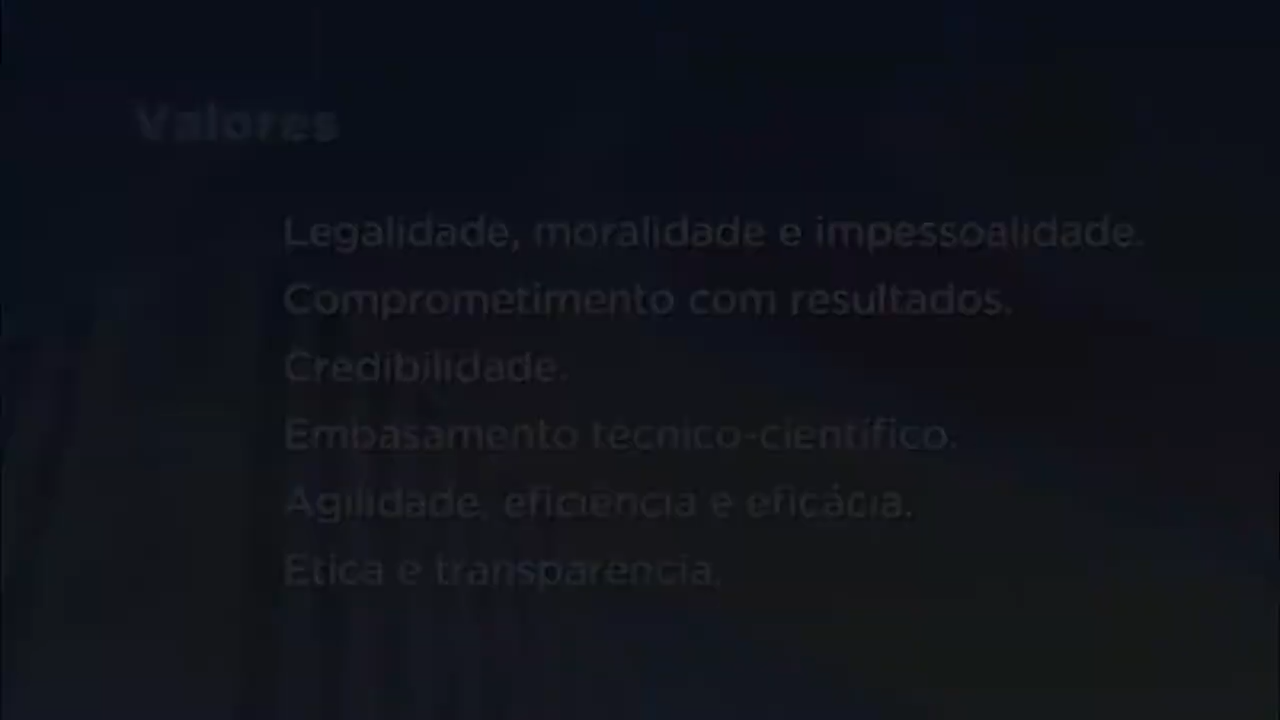 Valores
Legalidade, moralidade e impessoalidade.
Comprometimento com resultados.
Credibilidade.
Embasamento técnico-científico.
Agilidade, eficiência e eficácia.
Ética e transparência.